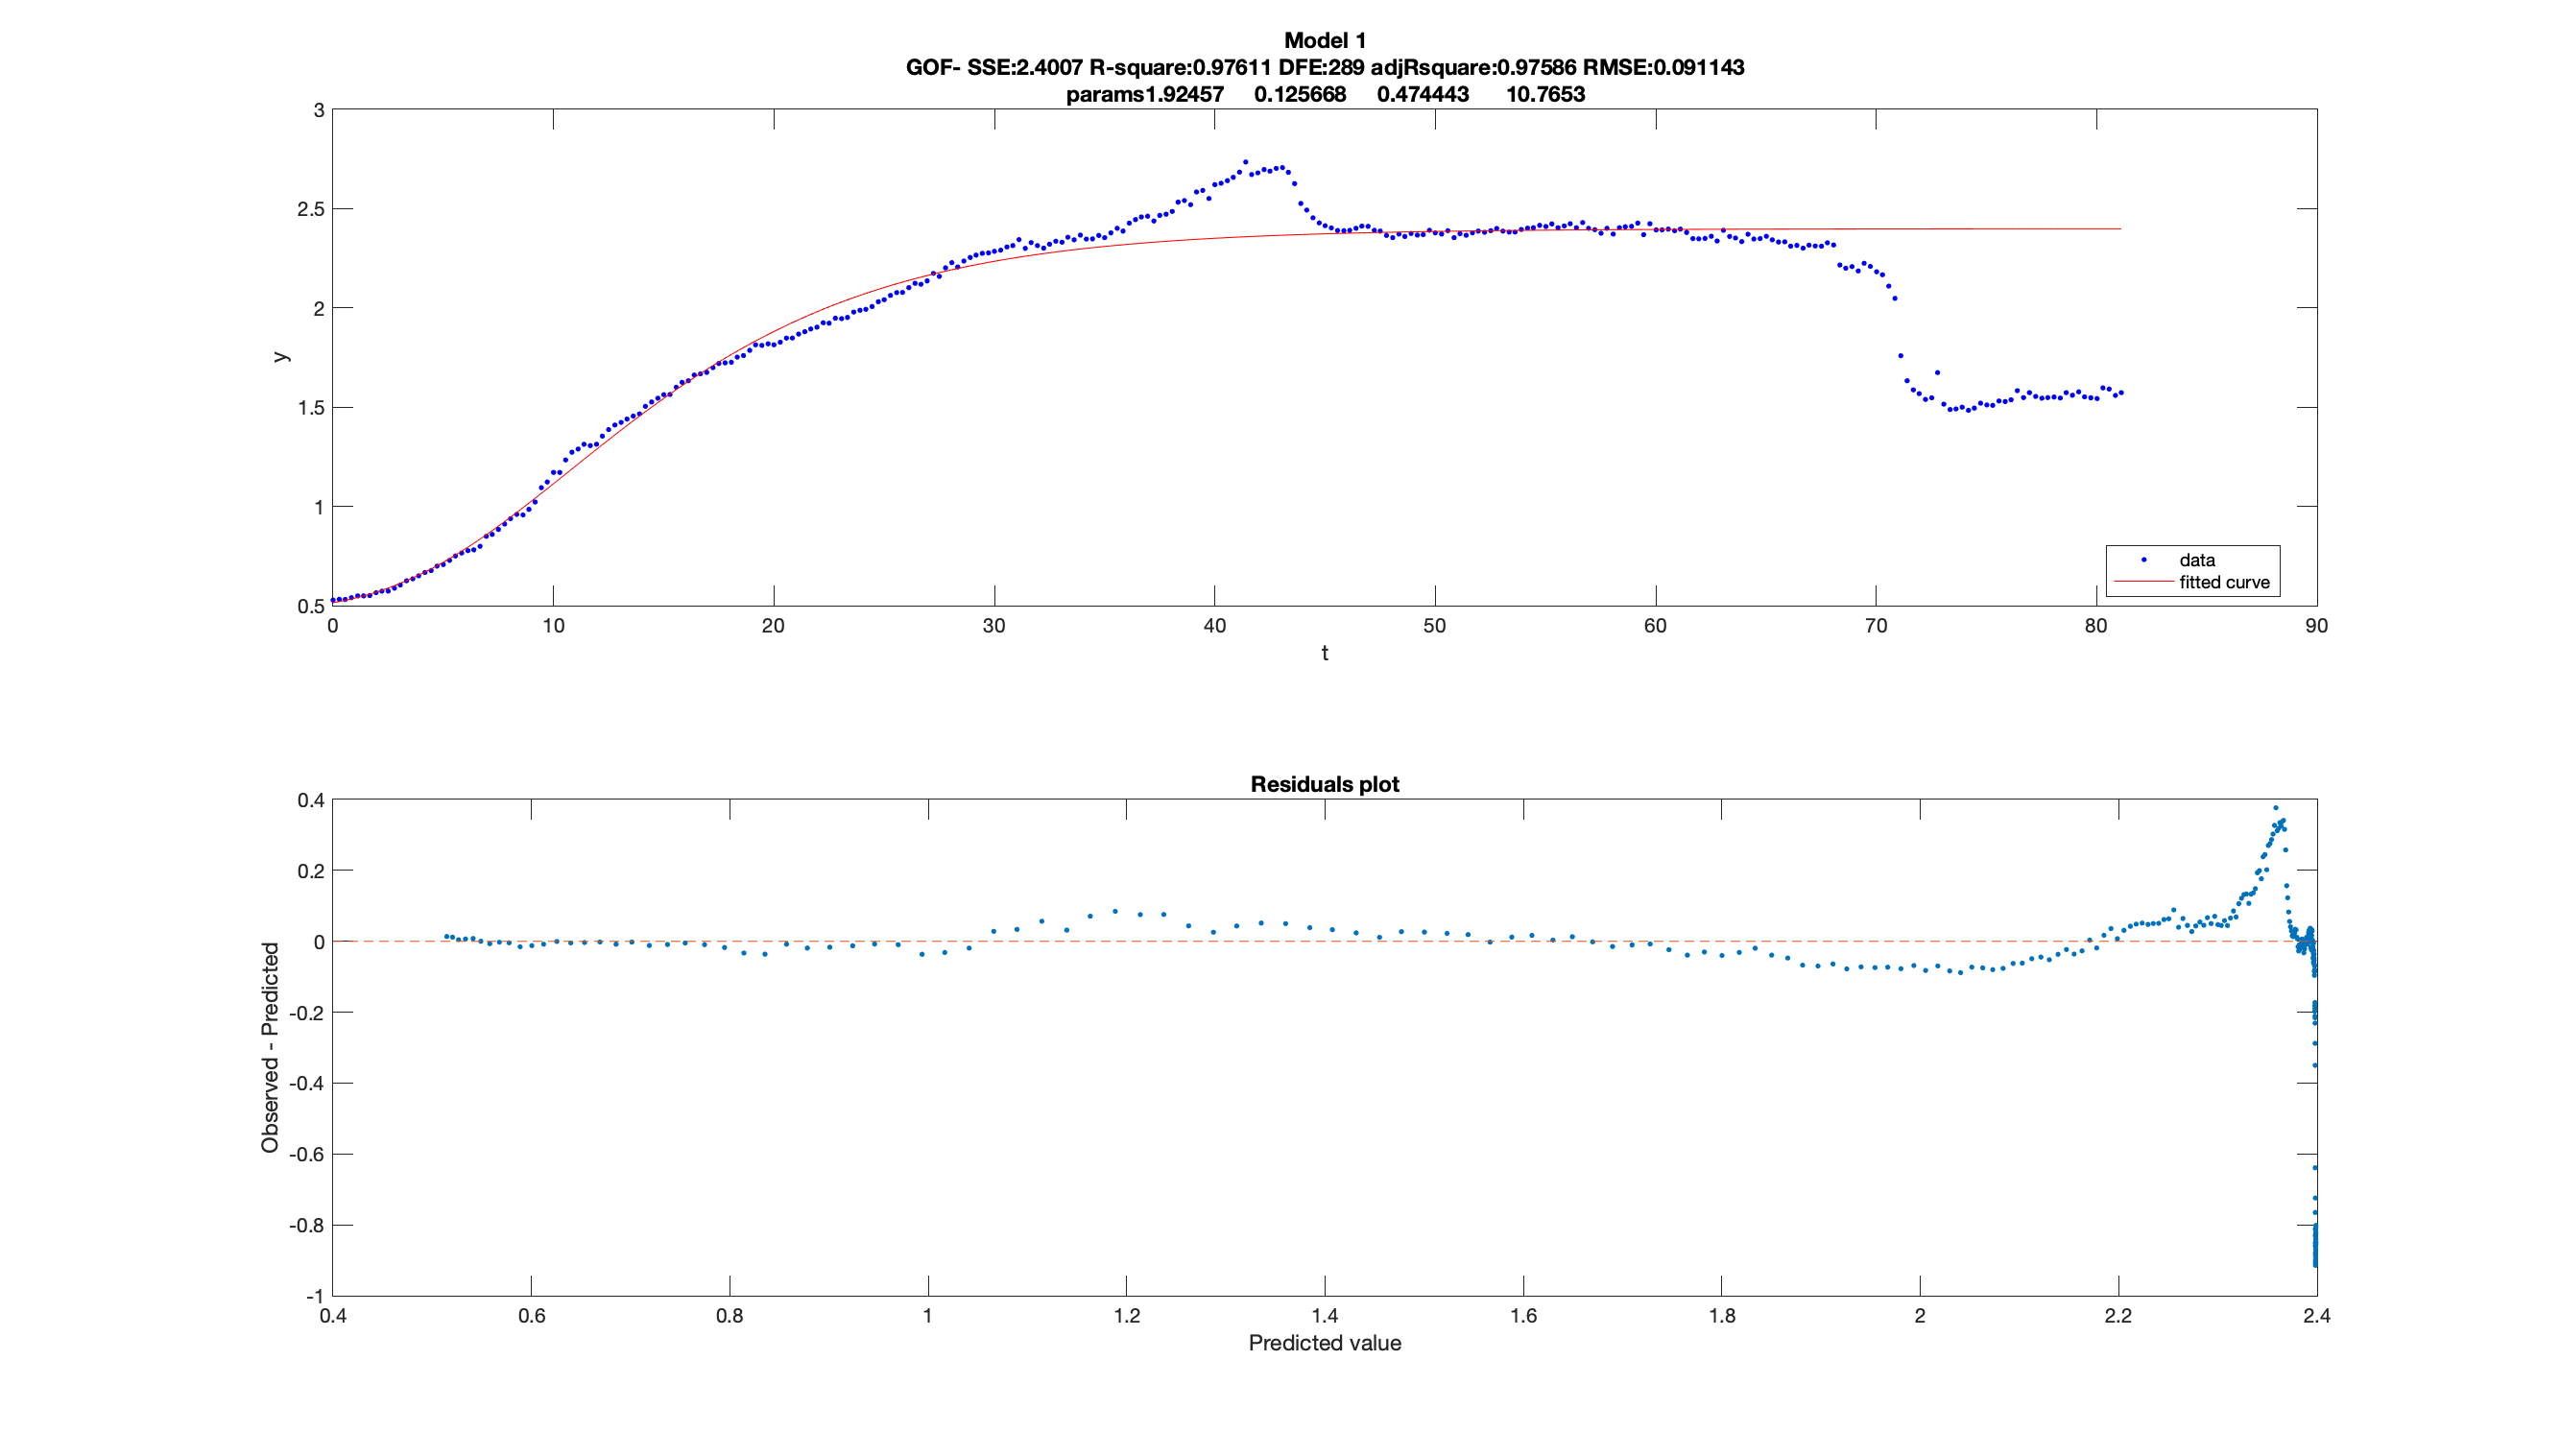 Model 1
GOF- SSE:2.4007 R-square:0.97611 DFE:289 adjRsquare:0.97586 RMSE:0.091143
params1.92457 0.125668 0.474443 10.7653
3
2.5
2
1.5
1
0.5
y
0 10 20 30 40 50 60 70 80 90
t
data
fitted curve
Residuals plot
0.4
0.2
0
-0.2
-0.4
-0.6
-0.8
-1
Observed - Predicted
0.4 0.6 0.8 1 1.2 1.4 1.6 1.8 2 2.2 2.4
Predicted value